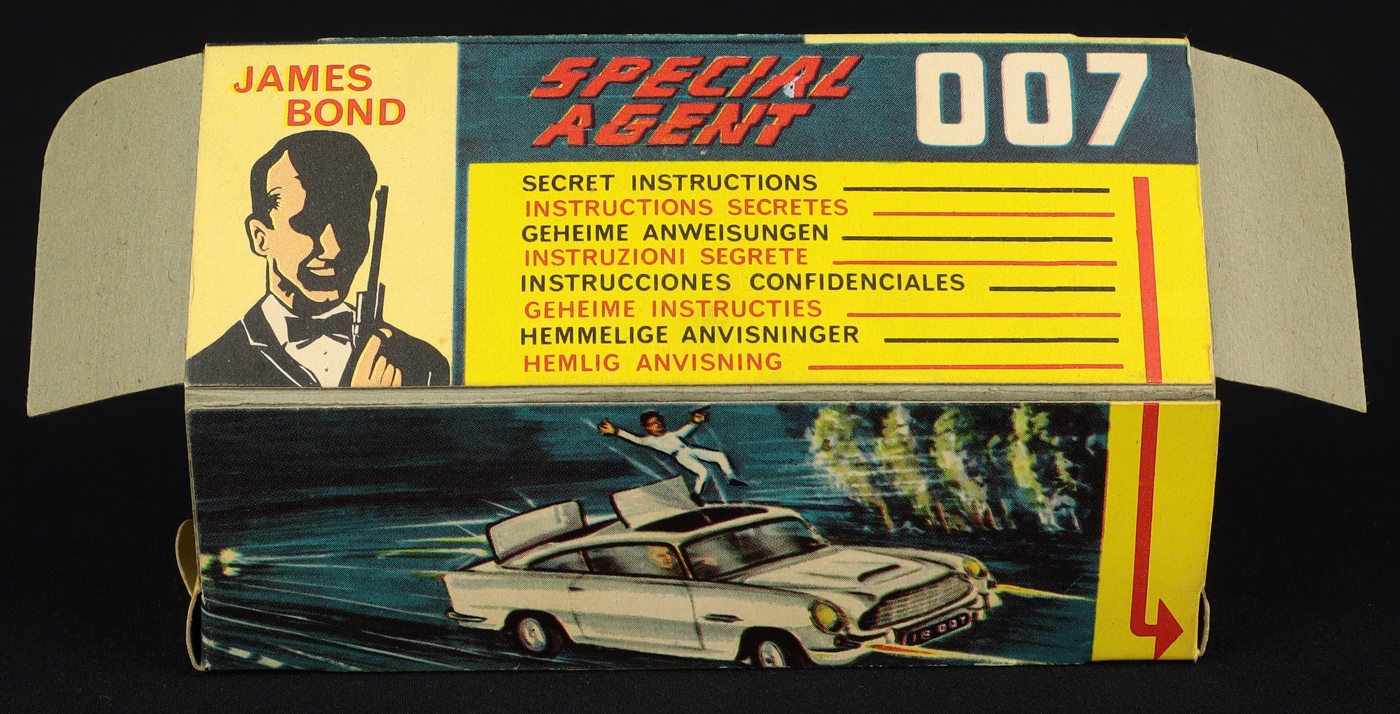 JAMES
BOND
SPECIAL
AGENT
007
SECRET INSTRUCTIONS
INSTRUCTIONS SECRETES
GEHEIME ANWEISUNGEN
INSTRUZIONI SEGRETE
INSTRUCCIONES CONFIDENCIALES
GEHEIME INSTRUCTIES
HEMMELIGE ANVISNINGER
HEMLIG ANVISNING
007